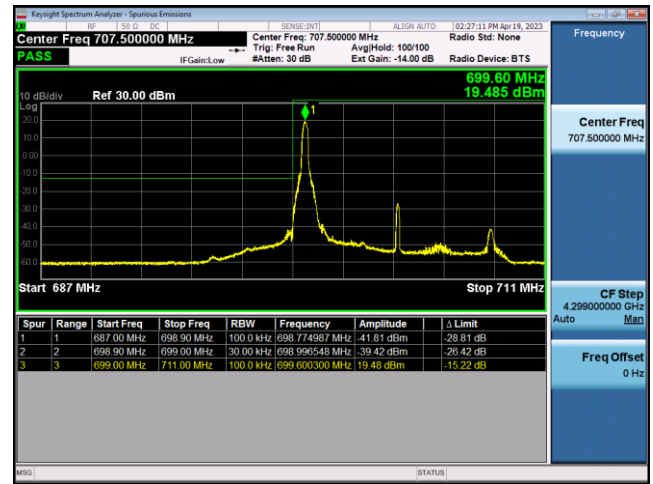 Keysight Spectrum Analyzer - Spurious Emissions
RF 50 Ω DC SENSE:INT ALIGN AUTO 02:27:11 PM Apr 19, 2023
Center Freq 707.500000 MHz Center Freq: 707.500000 MHz Radio Std: None
Trig: Free Run Avg|Hold: 100/100
PASS IFGain:Low #Atten: 30 dB Ext Gain: -14.00 dB Radio Device: BTS
Frequency
699.60 MHz
10 dB/div Ref 30.00 dBm 19.485 dBm
Log
1
20.0
10.0
0.00
-10.0
-20.0
-30.0
-40.0
-50.0
-60.0
Start 687 MHz Stop 711 MHz
Spur Range Start Freq Stop Freq RBW Frequency Amplitude Δ Limit
1 1 687.00 MHz 698.90 MHz 100.0 kHz 698.774987 MHz -41.81 dBm -28.81 dB
2 2 698.90 MHz 699.00 MHz 30.00 kHz 698.996548 MHz -39.42 dBm -26.42 dB
3 3 699.00 MHz 711.00 MHz 100.0 kHz 699.600300 MHz 19.48 dBm -15.22 dB
Center Freq
707.500000 MHz
CF Step
4.299000000 GHz
Auto Man
Freq Offset
0 Hz
MSG STATUS